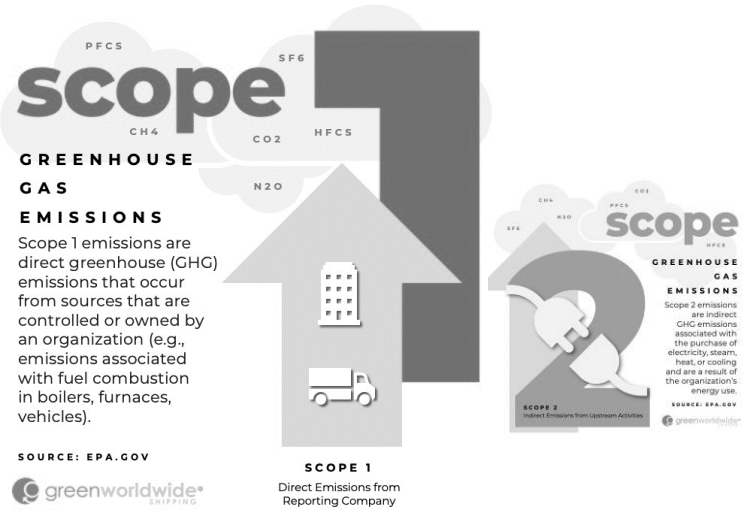 PFCS
SF6
scope
1
CH4
CO2
HFCS
N2O
GREENHOUSE
GAS
EMISSIONS
Scope 1 emissions are
direct greenhouse (GHG)
emissions that occur
from sources that are
controlled or owned by
an organization (e.g.,
emissions associated
with fuel combustion
in boilers, furnaces,
vehicles).
SOURCE: EPA.GOV
greenworldwide
SHIPPING
SCOPE 1
Direct Emissions from
Reporting Company
CO2
CH4
PFCS
N2O
SF6
scope
2
HFCS
GREENHOUSE
GAS
EMISSIONS
Scope 2 emissions
are indirect
GHG emissions
associated with
the purchase of
electricity, steam,
heat, or cooling
and are a result of
the organization's
energy use.
SOURCE: EPA.GOV
SCOPE 2
Indirect Emissions from Upstream Activities
greenworldwide
SHIPPING